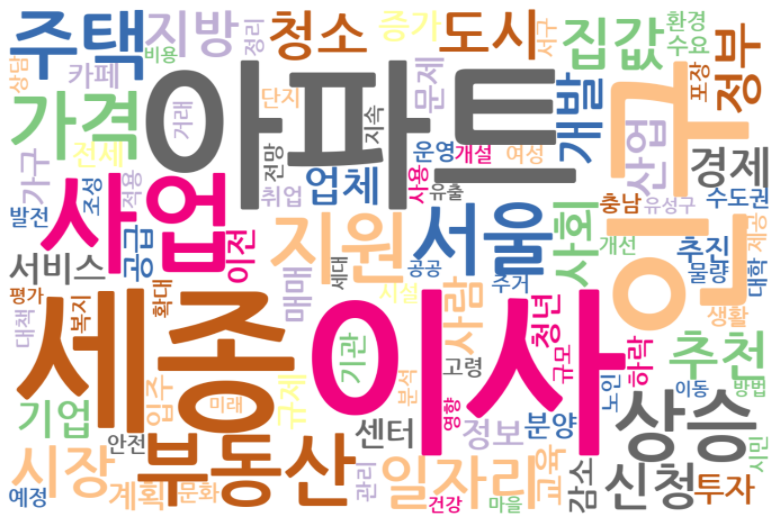 주택
지방
정리
청소
증가
도시
서구
집값
환경
수요
정부
상담
비용
카페
문제
포장
가격
아파트
개발
인구
거래
단지
지속
산업
경제
가구
전세
전망
운영
개설
여성
취업
업체
사용
유출
발전
조성
적용
사업
공급
이전
지원
서울
사회
충남
유성구
수도권
개선
추진
제공
서비스
매매
세대
공공
주거
물량
대학
평가
복지
확대
시설
사람
청년
생활
대책
세종
이사
기관
규모
하락
추천
고령
기업
입주
미래
규제
분석
영향
노인
이동
방법
안전
센터
정보
분양
상승
시민
시장
부동산
일자리
교육
감소
신청
투자
예정
계획
문화
관리
건강
마을